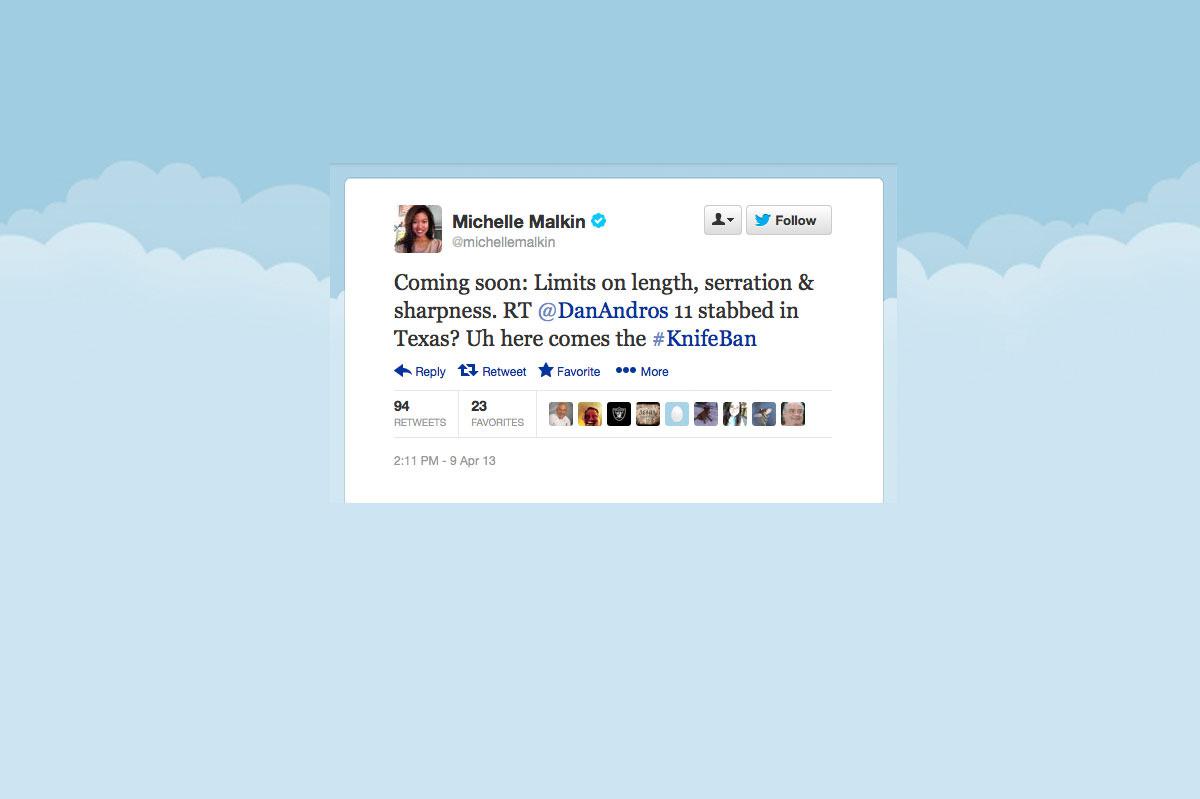 Michelle Malkin
@michellemalkin
Follow
Coming soon: Limits on length, serration &
sharpness. RT @DanAndros 11 stabbed in
Texas? Uh here comes the #KnifeBan
Reply Retweet Favorite More
94 23
RETWEETS FAVORITES
2:11 PM - 9 Apr 13